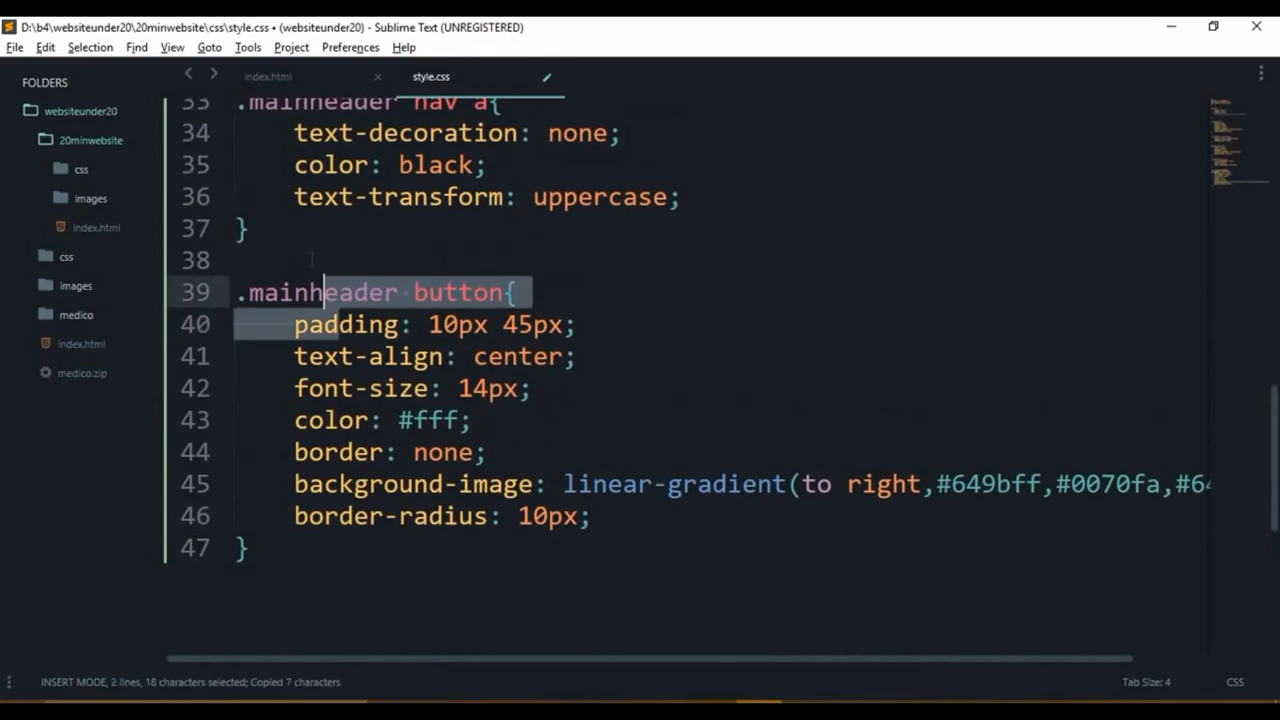 D:\b4\websiteunder20\20minwebsite\css\style.css • (websiteunder20) - Sublime Text (UNREGISTERED)
File Edit Selection Find View Goto Tools Project Preferences Help
FOLDERS
websiteunder20
20minwebsite
css
images
index.html
css
images
medico
index.html
medico.zip
index.html
style.css
33 .mainheader nav a{
34 text-decoration: none;
35 color: black;
36 text-transform: uppercase;
37 }
38
39 .mainheader button{
40 padding: 10px 45px;
41 text-align: center;
42 font-size: 14px;
43 color: #fff;
44 border: none;
45 background-image: linear-gradient(to right,#649bff,#0070fa,#64
46 border-radius: 10px;
47 }
INSERT MODE, 2 lines, 18 characters selected; Copied 7 characters
Tab Size: 4
CSS